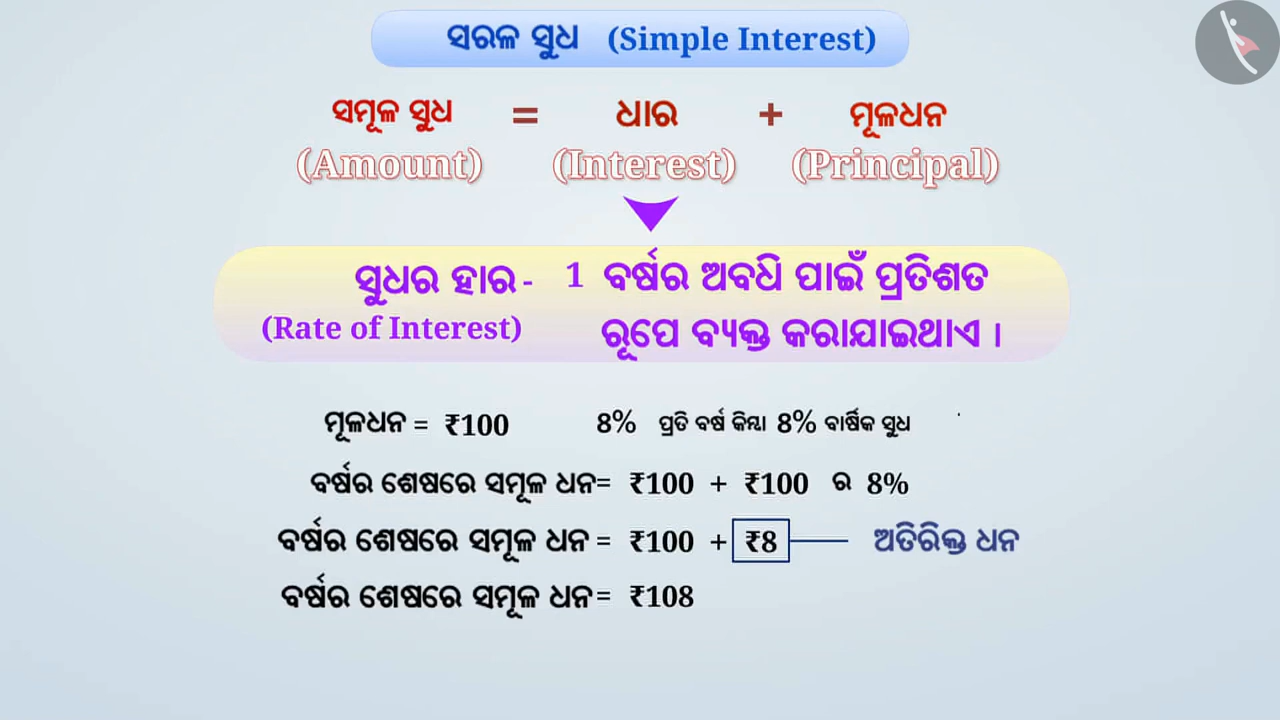 ସରଳ ସୁଧ (Simple Interest)
ସମୂଳ ସୁଧ = ଧାର + ମୂଳଧନ
(Amount) (Interest) (Principal)
ସୁଧର ହାର - 1 ବର୍ଷର ଅବଧି ପାଇଁ ପ୍ରତିଶତ
(Rate of Interest) ରୂପେ ବ୍ୟକ୍ତ କରାଯାଇଥାଏ ।
ମୂଳଧନ = ₹100 8% ପ୍ରତି ବର୍ଷ କିମ୍ବା 8% ବାର୍ଷିକ ସୁଧ
ବର୍ଷର ଶେଷରେ ସମୂଳ ଧନ= ₹100 + ₹100 ର 8%
ବର୍ଷର ଶେଷରେ ସମୂଳ ଧନ = ₹100 + ₹8 ଅତିରିକ୍ତ ଧନ
ବର୍ଷର ଶେଷରେ ସମୂଳ ଧନ= ₹108